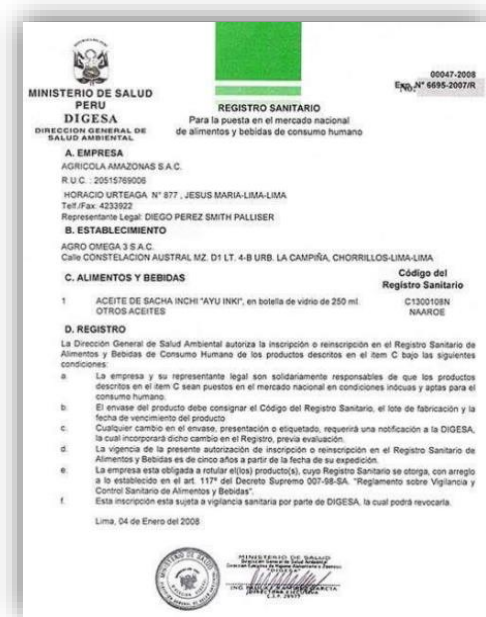 MINISTERIO DE SALUD
PERU
DIGESA
DIRECCION GENERAL DE
SALUD AMBIENTAL
00047-2008
Exp. N° 6695-2007/R
REGISTRO SANITARIO
Para la puesta en el mercado nacional
de alimentos y bebidas de consumo humano
A. EMPRESA
AGRICOLA AMAZONAS S.A.C.
R.U.C. : 20515769006
HORACIO URTEAGA N° 877 , JESUS MARIA-LIMA-LIMA
Telf./Fax: 4233922
Representante Legal: DIEGO PEREZ SMITH PALLISER
B. ESTABLECIMIENTO
AGRO OMEGA 3 S.A.C.
Calle CONSTELACION AUSTRAL MZ. D1 LT. 4-B URB. LA CAMPIÑA, CHORRILLOS-LIMA-LIMA
C. ALIMENTOS Y BEBIDAS
Código del
Registro Sanitario
1 ACEITE DE SACHA INCHI "AYU INKI", en botella de vidrio de 250 ml. C1300108N
OTROS ACEITES NAAROE
D. REGISTRO
La Dirección General de Salud Ambiental autoriza la inscripción o reinscripción en el Registro Sanitario de
Alimentos y Bebidas de Consumo Humano de los productos descritos en el item C bajo las siguientes
condiciones:
a. La empresa y su representante legal son solidariamente responsables de que los productos
descritos en el item C sean puestos en el mercado nacional en condiciones inócuas y aptas para el
consumo humano.
b. El envase del producto debe consignar el Código del Registro Sanitario, el lote de fabricación y la
fecha de vencimiento del producto
c. Cualquier cambio en el envase, presentación o etiquetado, requerirá una notificación a la DIGESA,
la cual incorporará dicho cambio en el Registro, previa evaluación.
d. La vigencia de la presente autorización de inscripción o reinscripción en el Registro Sanitario de
Alimentos y Bebidas es de cinco años a partir de la fecha de su expedición.
e. La empresa esta obligada a rotular el(los) producto(s), cuyo Registro Sanitario se otorga, con arreglo
a lo establecido en el art. 117° del Decreto Supremo 007-98-SA. "Reglamento sobre Vigilancia y
Control Sanitario de Alimentos y Bebidas".
f. Esta inscripción esta sujeta a vigilancia sanitaria por parte de DIGESA, la cual podrá revocarla.
Lima, 04 de Enero del 2008
MINISTERIO DE SALUD
Dirección General de Salud Ambiental
"DIGESA"
DIRECTORA EJECUTIVA